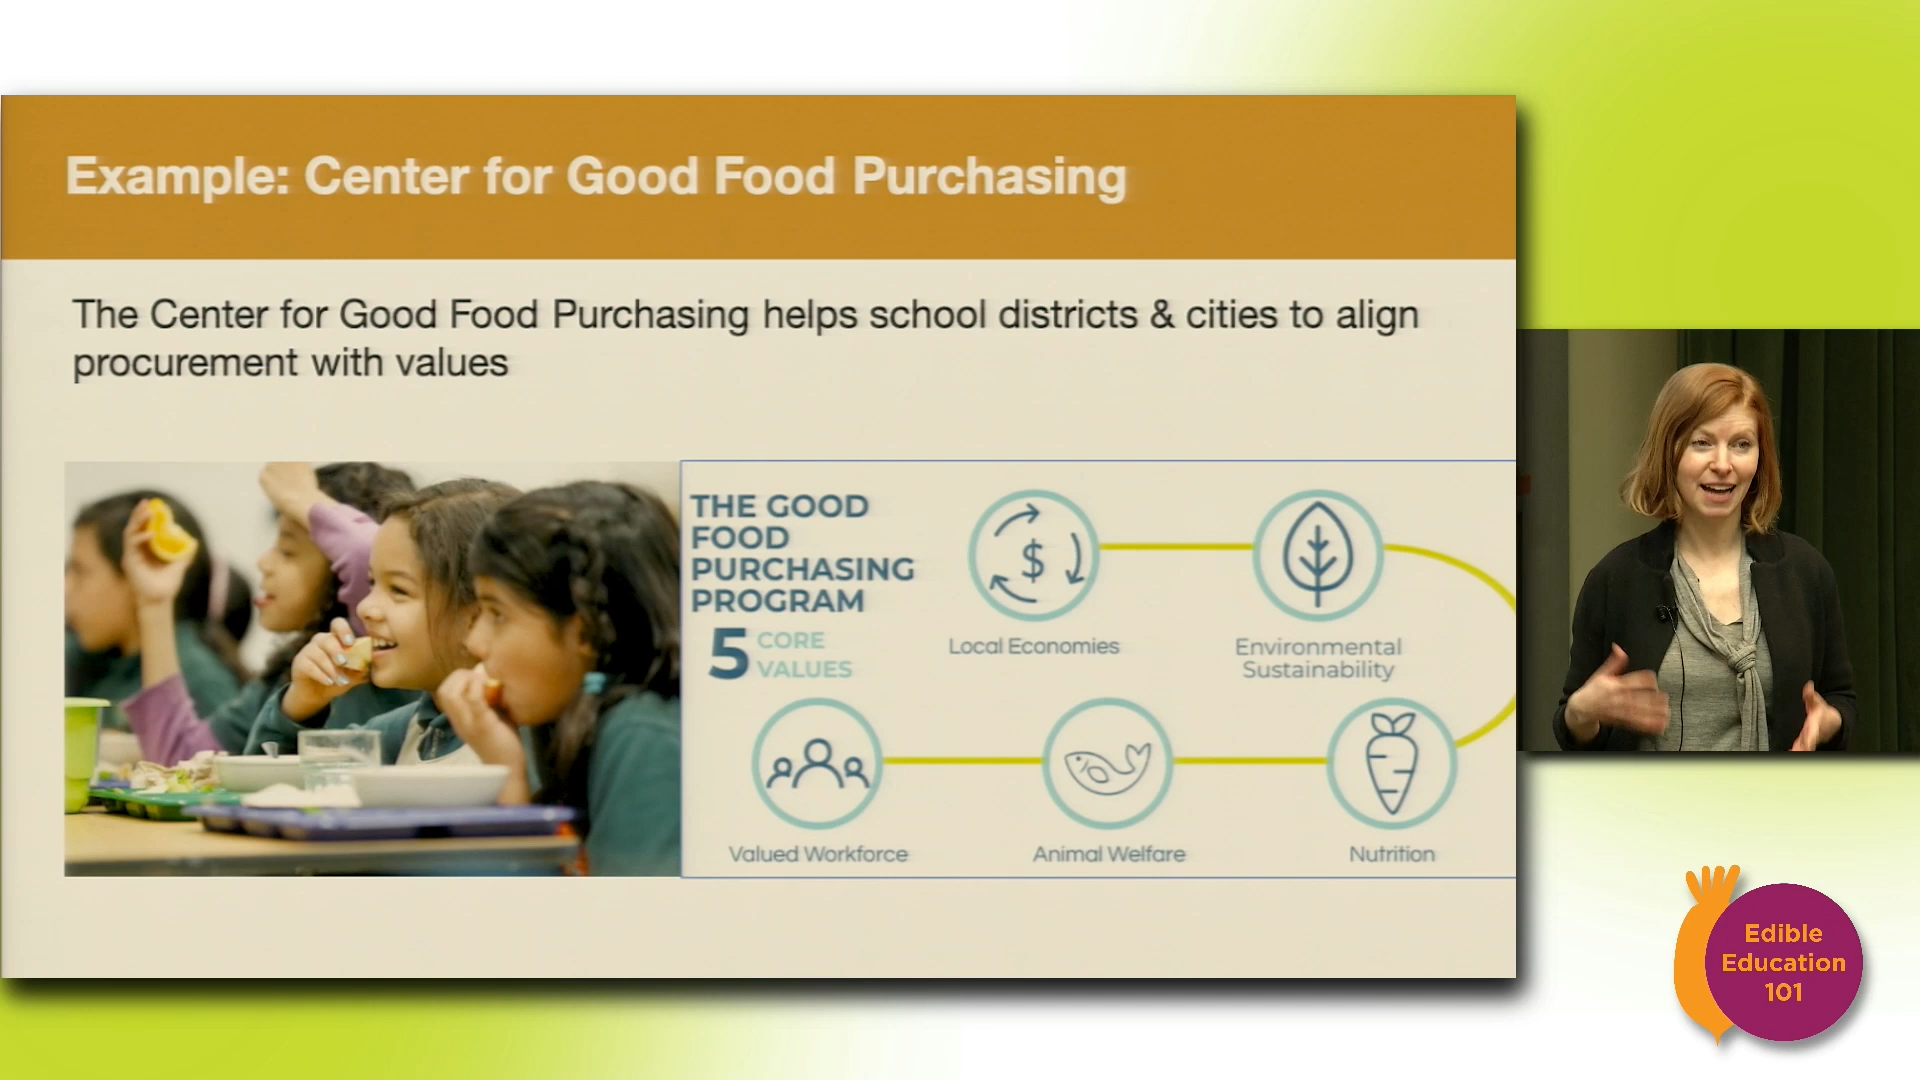 Example: Center for Good Food Purchasing
The Center for Good Food Purchasing helps school districts & cities to align
procurement with values
THE GOOD
FOOD
PURCHASING
PROGRAM
5 CORE
VALUES
$
Local Economies
Environmental
Sustainability
Valued Workforce
Animal Welfare
Nutrition
Edible
Education
101